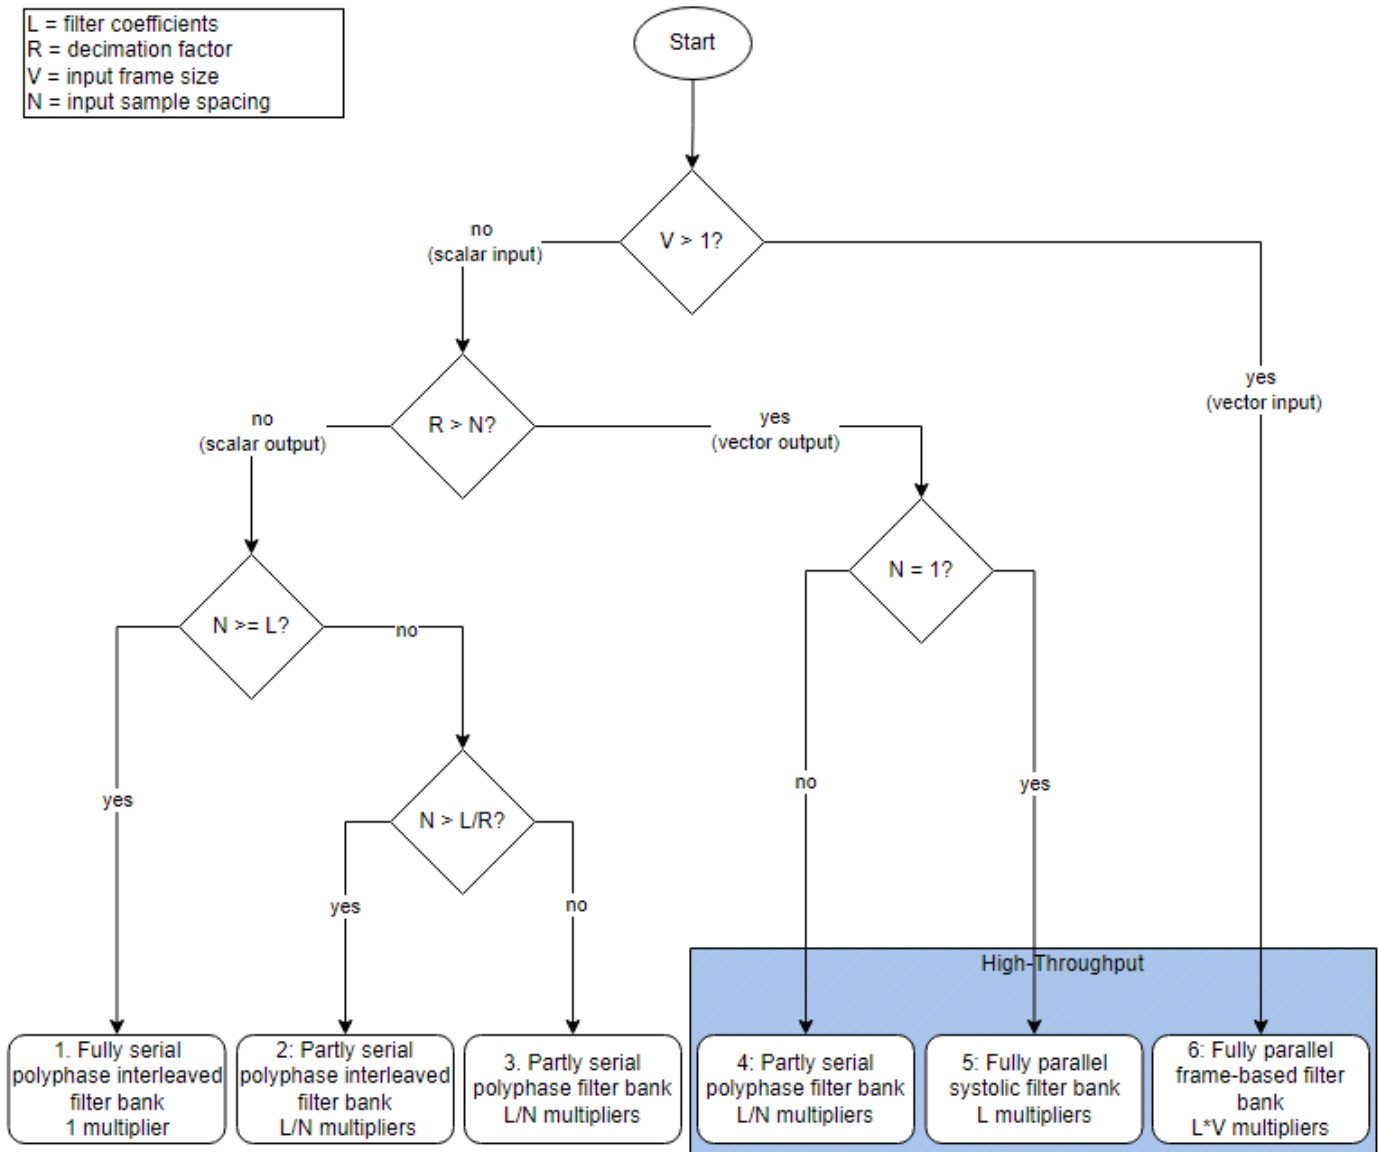 L = filter coefficients
R = decimation factor
V = input frame size
N = input sample spacing
Start
V > 1?
no
(scalar input)
yes
(vector input)
R > N?
no
(scalar output)
yes
(vector output)
N = 1?
N >= L?
no
yes
no
yes
N > L/R?
yes
no
High-Throughput
1. Fully serial
polyphase interleaved
filter bank
1 multiplier
2: Partly serial
polyphase interleaved
filter bank
L/N multipliers
3. Partly serial
polyphase filter bank
L/N multipliers
4: Partly serial
polyphase filter bank
L/N multipliers
5: Fully parallel
systolic filter bank
L multipliers
6: Fully parallel
frame-based filter
bank
L*V multipliers